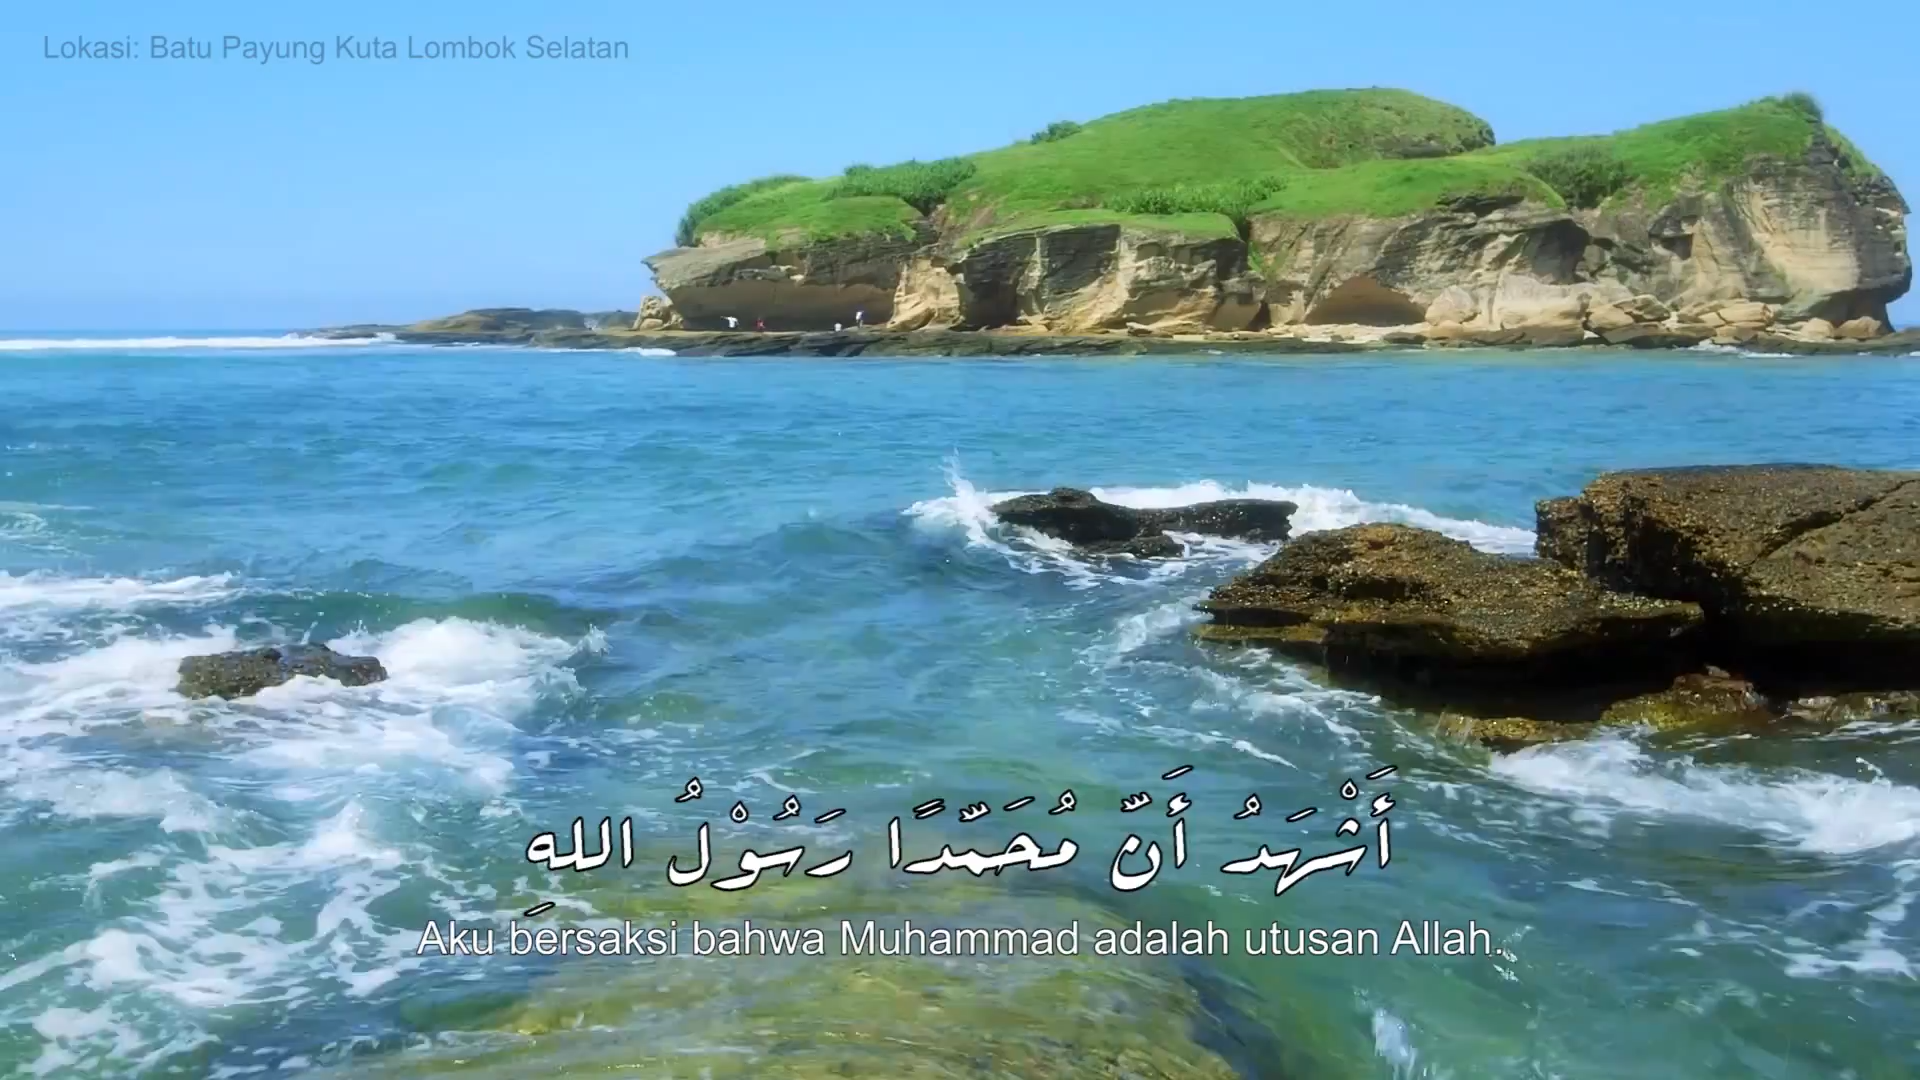 Lokasi: Batu Payung Kuta Lombok Selatan
أَشْهَدُ أَنَّ مُحَمَّدًا رَسُوْلُ اللهِ
Aku bersaksi bahwa Muhammad adalah utusan Allah.